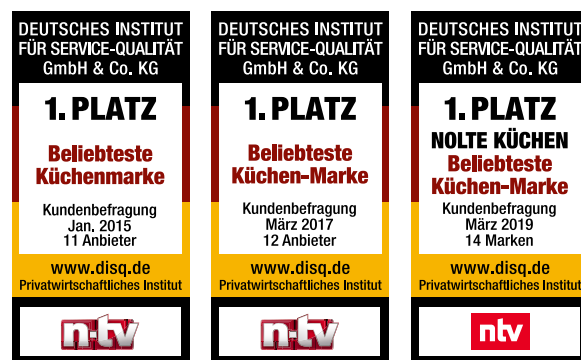 DEUTSCHES INSTITUT
FÜR SERVICE-QUALITÄT
GmbH & Co. KG
1. PLATZ
Beliebteste
Küchenmarke
Kundenbefragung
Jan. 2015
11 Anbieter
www.disq.de
Privatwirtschaftliches Institut
n-tv
DEUTSCHES INSTITUT
FÜR SERVICE-QUALITÄT
GmbH & Co. KG
1. PLATZ
Beliebteste
Küchen-Marke
Kundenbefragung
März 2017
12 Anbieter
www.disq.de
Privatwirtschaftliches Institut
n-tv
DEUTSCHES INSTITUT
FÜR SERVICE-QUALITÄT
GmbH & Co. KG
1. PLATZ
NOLTE KÜCHEN
Beliebteste
Küchen-Marke
Kundenbefragung
März 2019
14 Marken
www.disq.de
Privatwirtschaftliches Institut
ntv